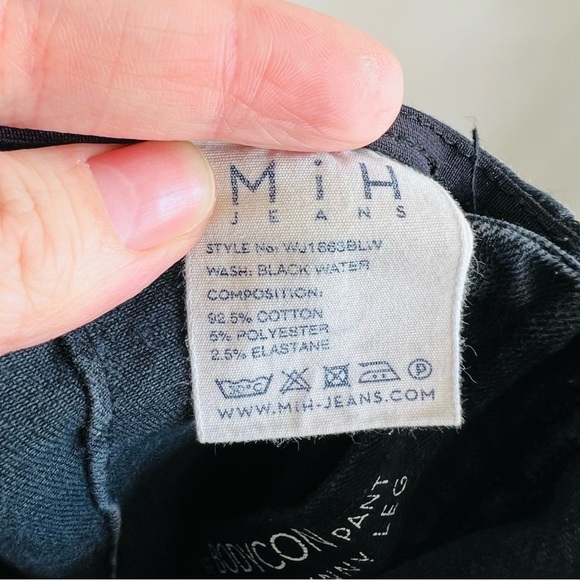 MiH
JEANS
STYLE No: WJ1683BLW
WASH: BLACK WATER
COMPOSITION:
92.5% COTTON
5% POLYESTER
2.5% ELASTANE
P
WWW.MIH-JEANS.COM
BODYCON PANT
LEG